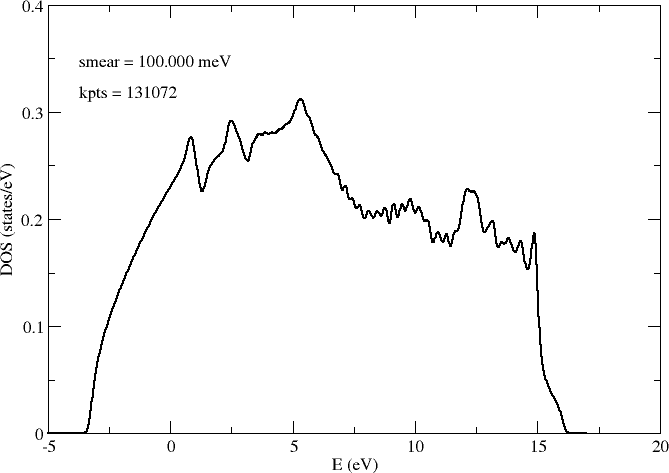 0.4
smear = 100.000 meV
kpts = 131072
0.3
DOS (states/eV)
0.2
0.1
0
-5 0 5 10 15 20
E (eV)